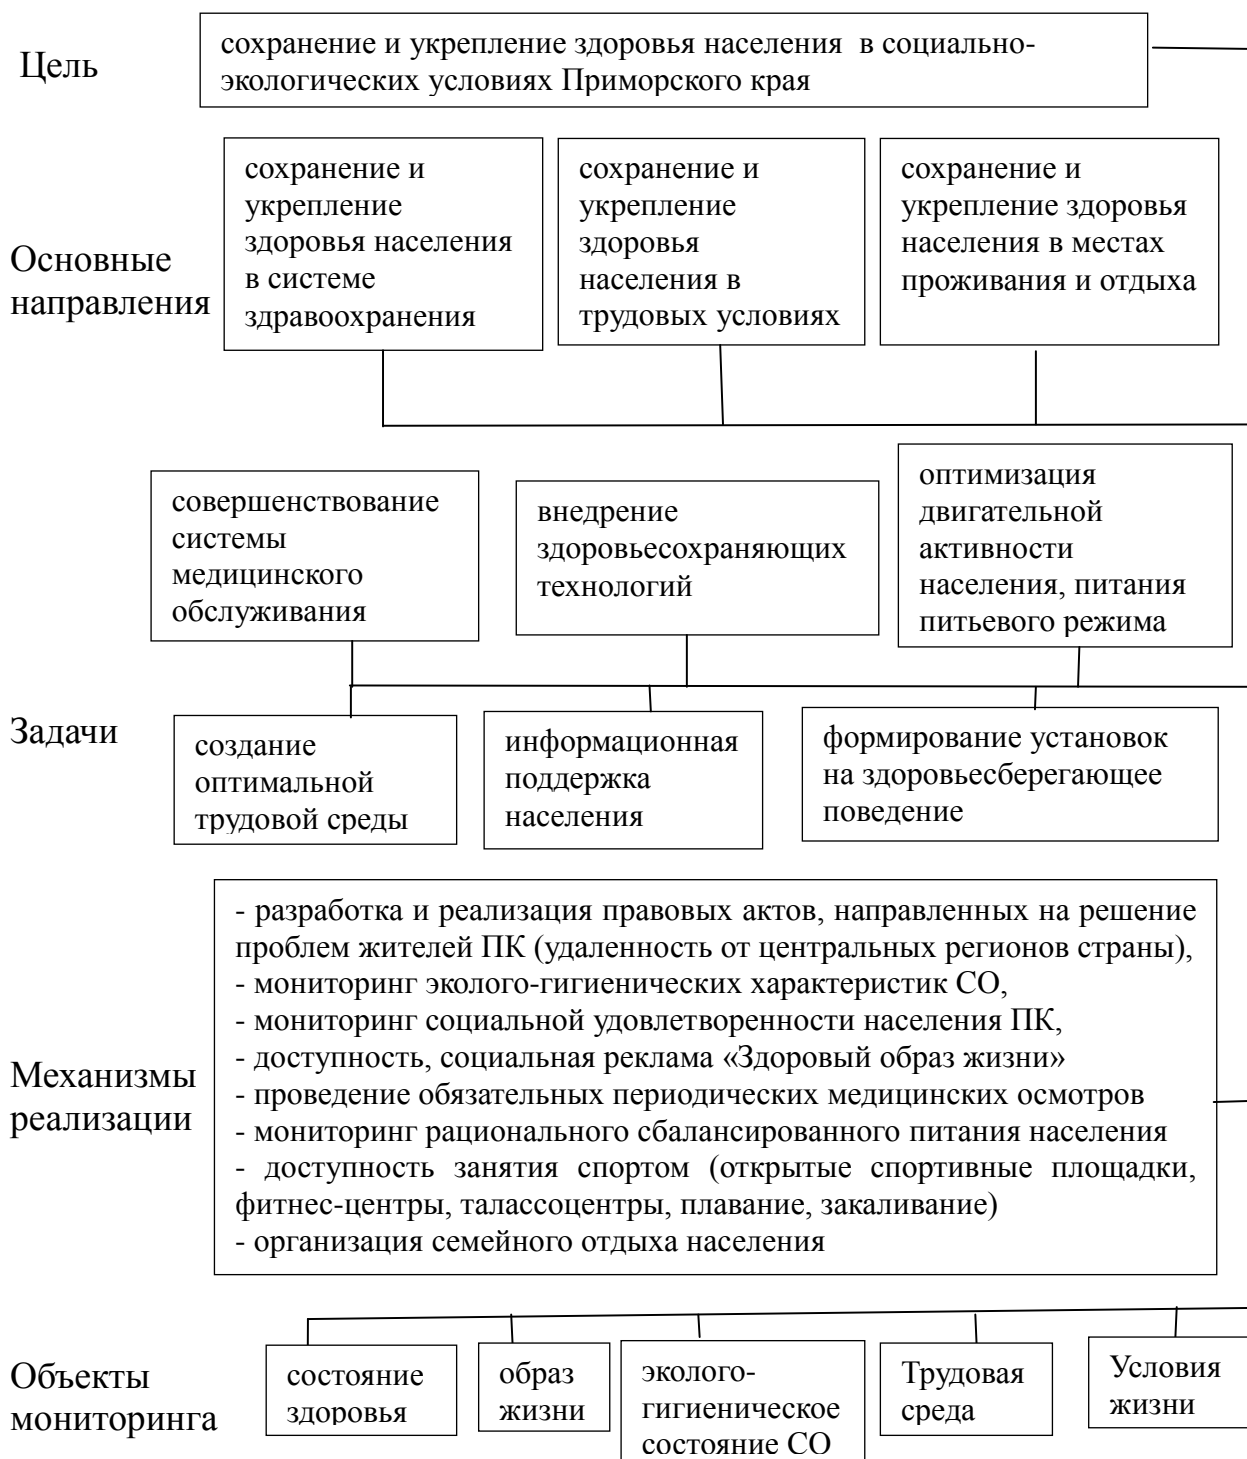 Цель
сохранение и укрепление здоровья населения в социально-
экологических условиях Приморского края
Основные
направления
сохранение и
укрепление
здоровья населения
в системе
здравоохранения
сохранение и
укрепление
здоровья
населения в
трудовых условиях
сохранение и
укрепление здоровья
населения в местах
проживания и отдыха
совершенствование
системы
медицинского
обслуживания
внедрение
здоровьесохраняющих
технологий
оптимизация
двигательной
активности
населения, питания
питьевого режима
Задачи
создание
оптимальной
трудовой среды
информационная
поддержка
населения
формирование установок
на здоровьесберегающее
поведение
Механизмы
реализации
- разработка и реализация правовых актов, направленных на решение
проблем жителей ПК (удаленность от центральных регионов страны),
- мониторинг эколого-гигиенических характеристик СО,
- мониторинг социальной удовлетворенности населения ПК,
- доступность, социальная реклама «Здоровый образ жизни»
- проведение обязательных периодических медицинских осмотров
- мониторинг рационального сбалансированного питания населения
- доступность занятия спортом (открытые спортивные площадки,
фитнес-центры, талассоцентры, плавание, закаливание)
- организация семейного отдыха населения
Объекты
мониторинга
состояние
здоровья
образ
жизни
эколого-
гигиеническое
состояние СО
Трудовая
среда
Условия
жизни